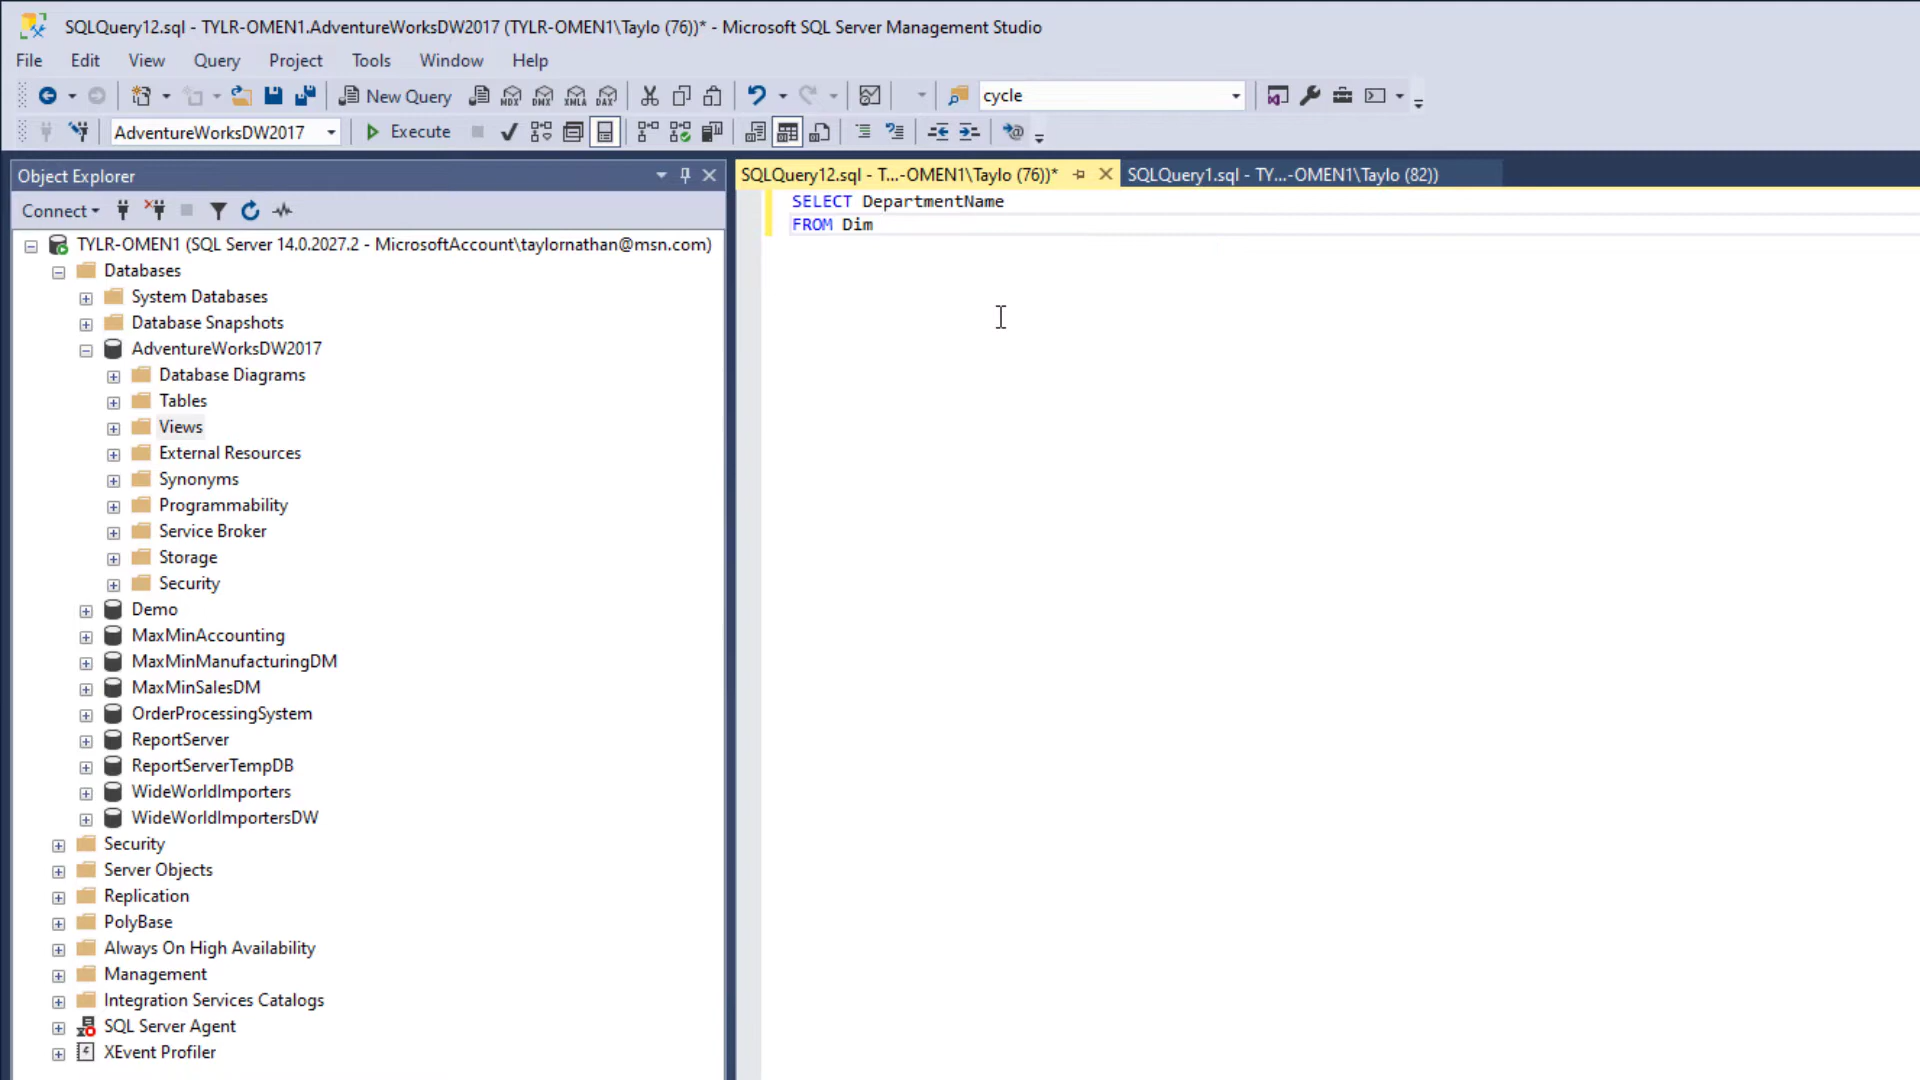 SQLQuery12.sql - TYLR-OMEN1.AdventureWorksDW2017 (TYLR-OMEN1\Taylo (76))* - Microsoft SQL Server Management Studio
File Edit View Query Project Tools Window Help
New Query MDX DMX XMLA DAX cycle
AdventureWorksDW2017 Execute
Object Explorer
SQLQuery12.sql - T...-OMEN1\Taylo (76))* SQLQuery1.sql - TY...-OMEN1\Taylo (82))
Connect
SELECT DepartmentName
FROM Dim
TYLR-OMEN1 (SQL Server 14.0.2027.2 - MicrosoftAccount\taylornathan@msn.com)
Databases
System Databases
Database Snapshots
AdventureWorksDW2017
Database Diagrams
Tables
Views
External Resources
Synonyms
Programmability
Service Broker
Storage
Security
Demo
MaxMinAccounting
MaxMinManufacturingDM
MaxMinSalesDM
OrderProcessingSystem
ReportServer
ReportServerTempDB
WideWorldImporters
WideWorldImportersDW
Security
Server Objects
Replication
PolyBase
Always On High Availability
Management
Integration Services Catalogs
SQL Server Agent
XEvent Profiler